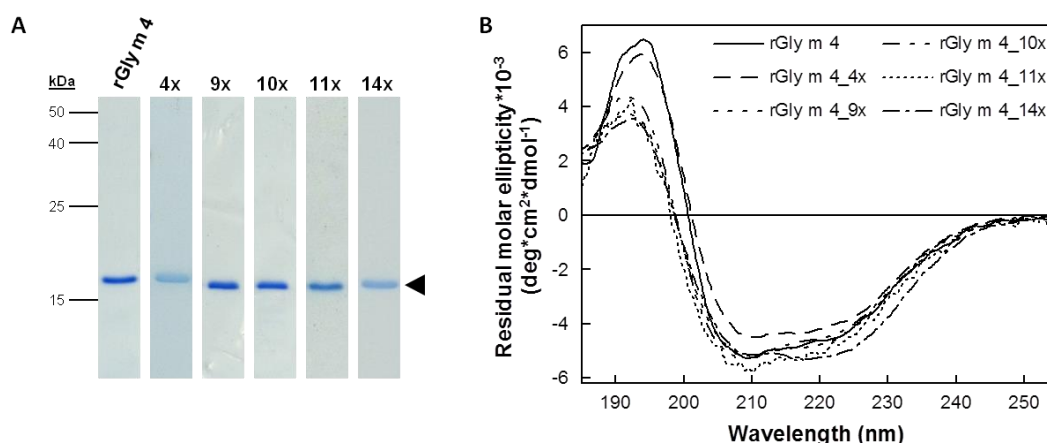 A
rGly m 4
kDa
4x 9x 10x 11x 14x
50
40
25
15
B
Residual molar ellipticity*10⁻³
(deg*cm²*dmol⁻¹)
6
4
2
0
-2
-4
-6
rGly m 4
rGly m 4_4x
rGly m 4_9x
rGly m 4_10x
rGly m 4_11x
rGly m 4_14x
190 200 210 220 230 240 250
Wavelength (nm)